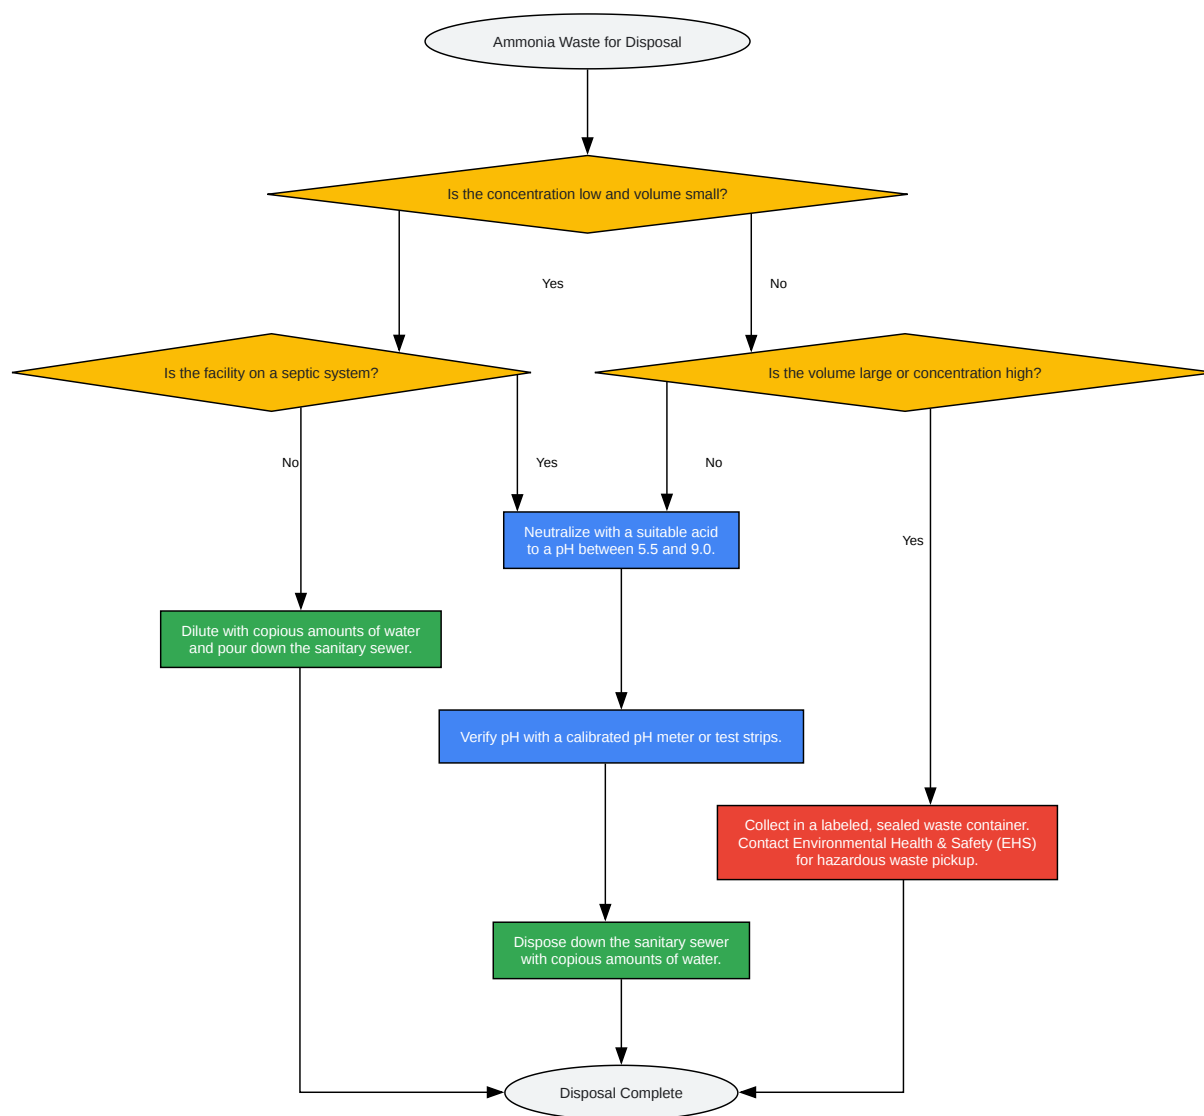 Ammonia Waste for Disposal
Is the concentration low and volume small?
Yes
No
Is the facility on a septic system?
Is the volume large or concentration high?
No
Yes
No
Yes
Neutralize with a suitable acid
to a pH between 5.5 and 9.0.
Dilute with copious amounts of water
and pour down the sanitary sewer.
Verify pH with a calibrated pH meter or test strips.
Collect in a labeled, sealed waste container.
Contact Environmental Health & Safety (EHS)
for hazardous waste pickup.
Dispose down the sanitary sewer
with copious amounts of water.
Disposal Complete